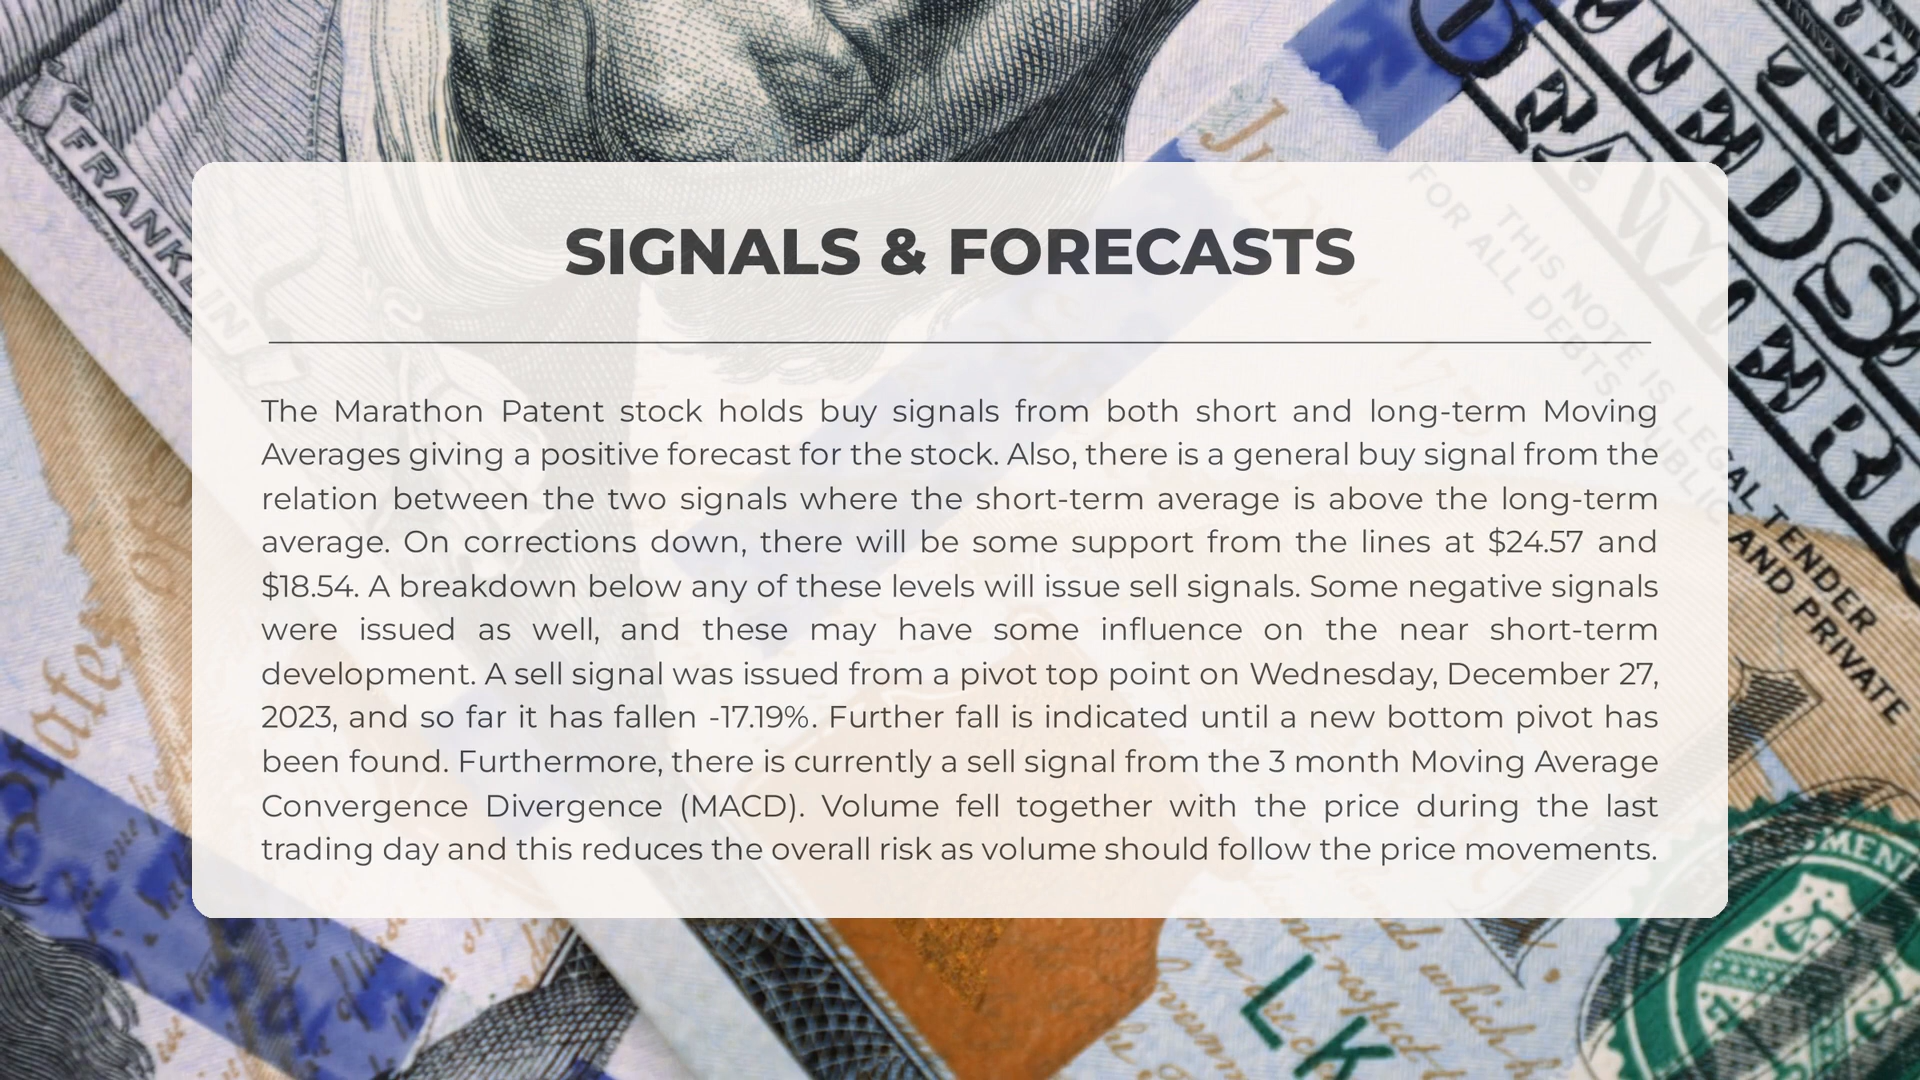 SIGNALS & FORECASTS
The Marathon Patent stock holds buy signals from both short and long-term Moving
Averages giving a positive forecast for the stock. Also, there is a general buy signal from the
relation between the two signals where the short-term average is above the long-term
average. On corrections down, there will be some support from the lines at $24.57 and
$18.54. A breakdown below any of these levels will issue sell signals. Some negative signals
were issued as well, and these may have some influence on the near short-term
development. A sell signal was issued from a pivot top point on Wednesday, December 27,
2023, and so far it has fallen -17.19%. Further fall is indicated until a new bottom pivot has
been found. Furthermore, there is currently a sell signal from the 3 month Moving Average
Convergence Divergence (MACD). Volume fell together with the price during the last
trading day and this reduces the overall risk as volume should follow the price movements.
FRANKLIN
JULY 4, 177
THIS NOTE IS LEGAL TENDER
FOR ALL DEBTS PUBLIC AND PRIVATE
LK